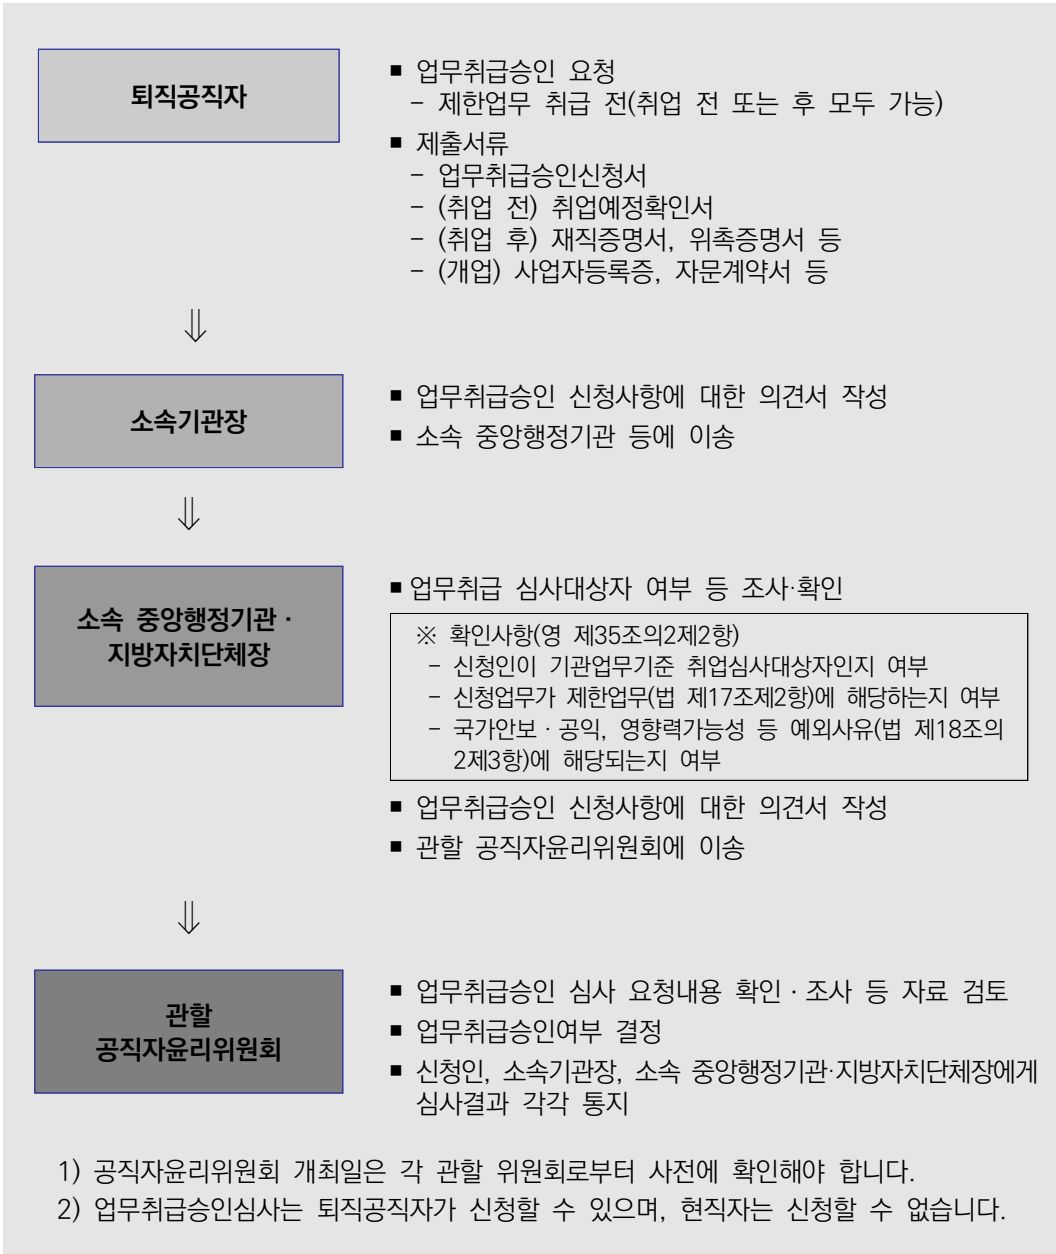 퇴직공직자
▪ 업무취급승인 요청
- 제한업무 취급 전(취업 전 또는 후 모두 가능)
▪ 제출서류
- 업무취급승인신청서
- (취업 전) 취업예정확인서
- (취업 후) 재직증명서, 위촉증명서 등
- (개업) 사업자등록증, 자문계약서 등
⇓
소속기관장
▪ 업무취급승인 신청사항에 대한 의견서 작성
▪ 소속 중앙행정기관 등에 이송
⇓
소속 중앙행정기관 ·
지방자치단체장
▪ 업무취급 심사대상자 여부 등 조사·확인
※ 확인사항(영 제35조의2제2항)
- 신청인이 기관업무기준 취업심사대상자인지 여부
- 신청업무가 제한업무(법 제17조제2항)에 해당하는지 여부
- 국가안보 · 공익, 영향력가능성 등 예외사유(법 제18조의
2제3항)에 해당되는지 여부
▪ 업무취급승인 신청사항에 대한 의견서 작성
▪ 관할 공직자윤리위원회에 이송
⇓
관할
공직자윤리위원회
▪ 업무취급승인 심사 요청내용 확인 · 조사 등 자료 검토
▪ 업무취급승인여부 결정
▪ 신청인, 소속기관장, 소속 중앙행정기관·지방자치단체장에게
심사결과 각각 통지
1) 공직자윤리위원회 개최일은 각 관할 위원회로부터 사전에 확인해야 합니다.
2) 업무취급승인심사는 퇴직공직자가 신청할 수 있으며, 현직자는 신청할 수 없습니다.